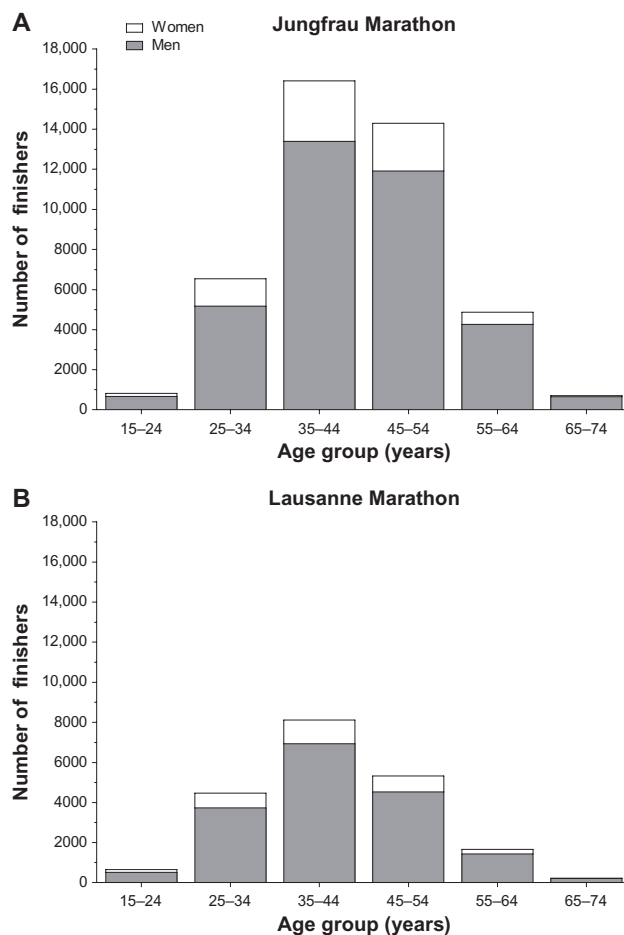 A
Women
Men
Jungfrau Marathon
18,000
16,000
14,000
12,000
10,000
8000
6000
4000
2000
0
Number of finishers
15–24 25–34 35–44 45–54 55–64 65–74
Age group (years)
B
Lausanne Marathon
18,000
16,000
14,000
12,000
10,000
8000
6000
4000
2000
0
Number of finishers
15–24 25–34 35–44 45–54 55–64 65–74
Age group (years)